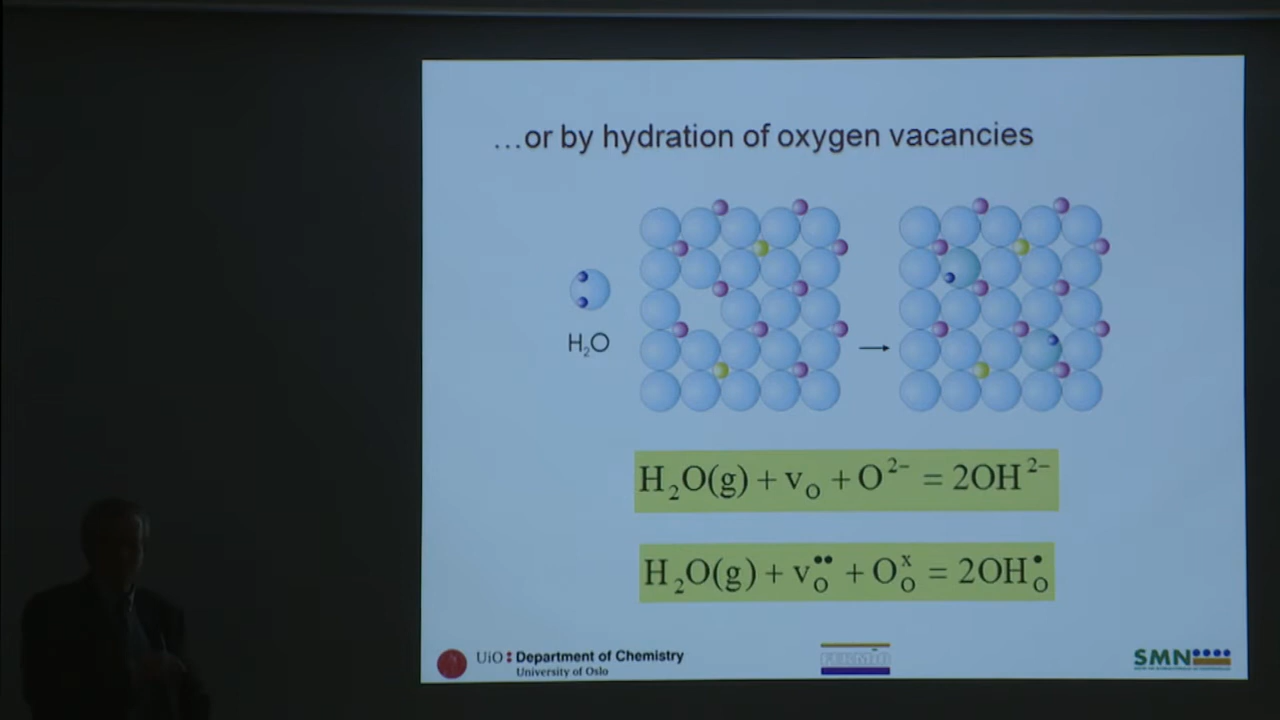 ...or by hydration of oxygen vacancies
H₂O
H₂O(g) + v_O + O²⁻ = 2OH²⁻
H₂O(g) + v_O^•• + O_O^x = 2OH_O^•
UiO: Department of Chemistry
University of Oslo
FERMiO
SMN